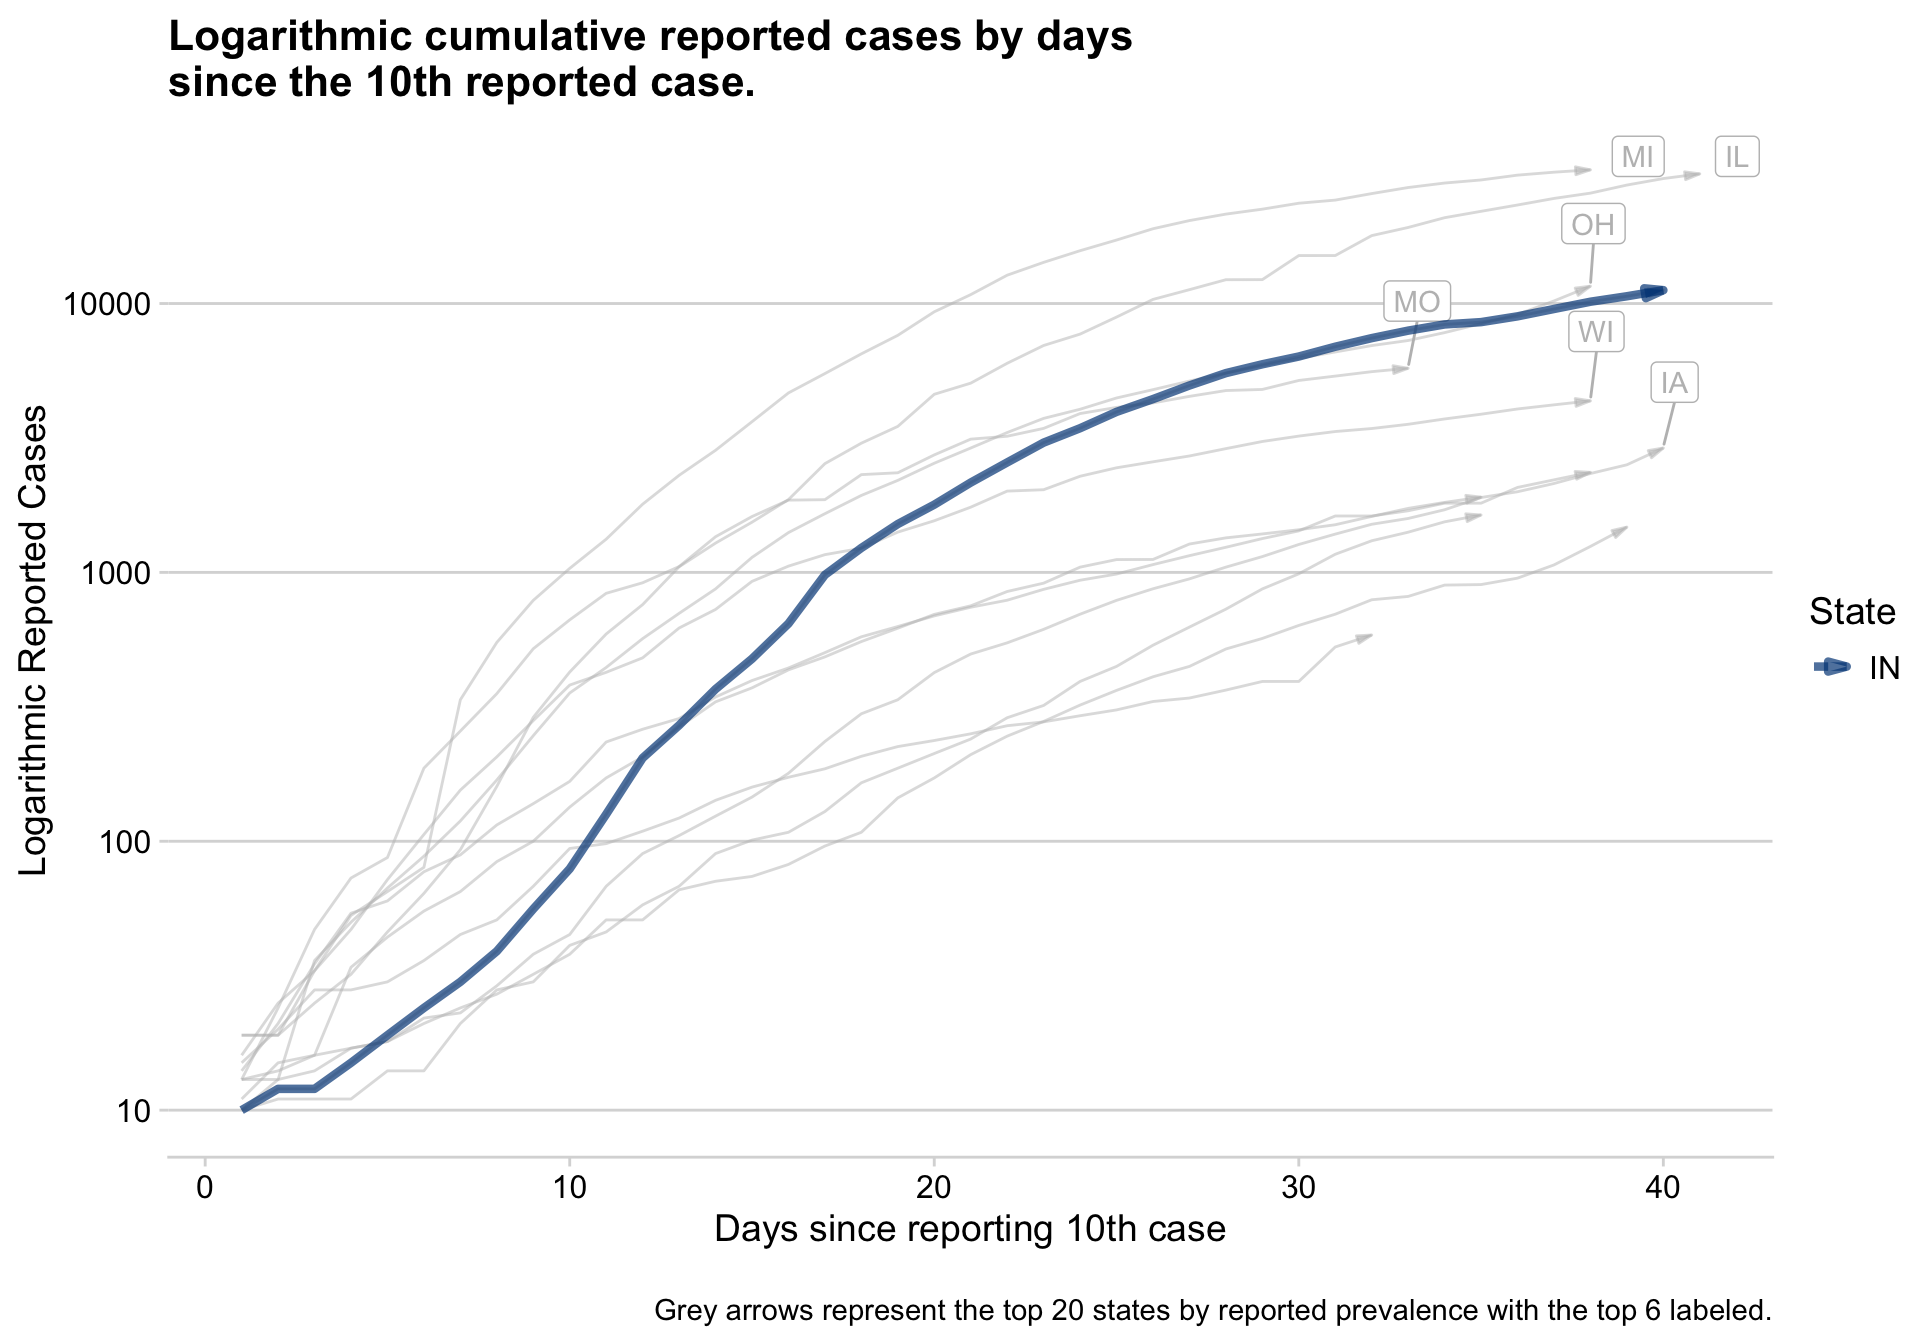 Logarithmic cumulative reported cases by days
since the 10th reported case.
MI
IL
OH
MO
WI
IA
10000
1000
100
10
Logarithmic Reported Cases
0
10
20
30
40
Days since reporting 10th case
State
IN
Grey arrows represent the top 20 states by reported prevalence with the top 6 labeled.